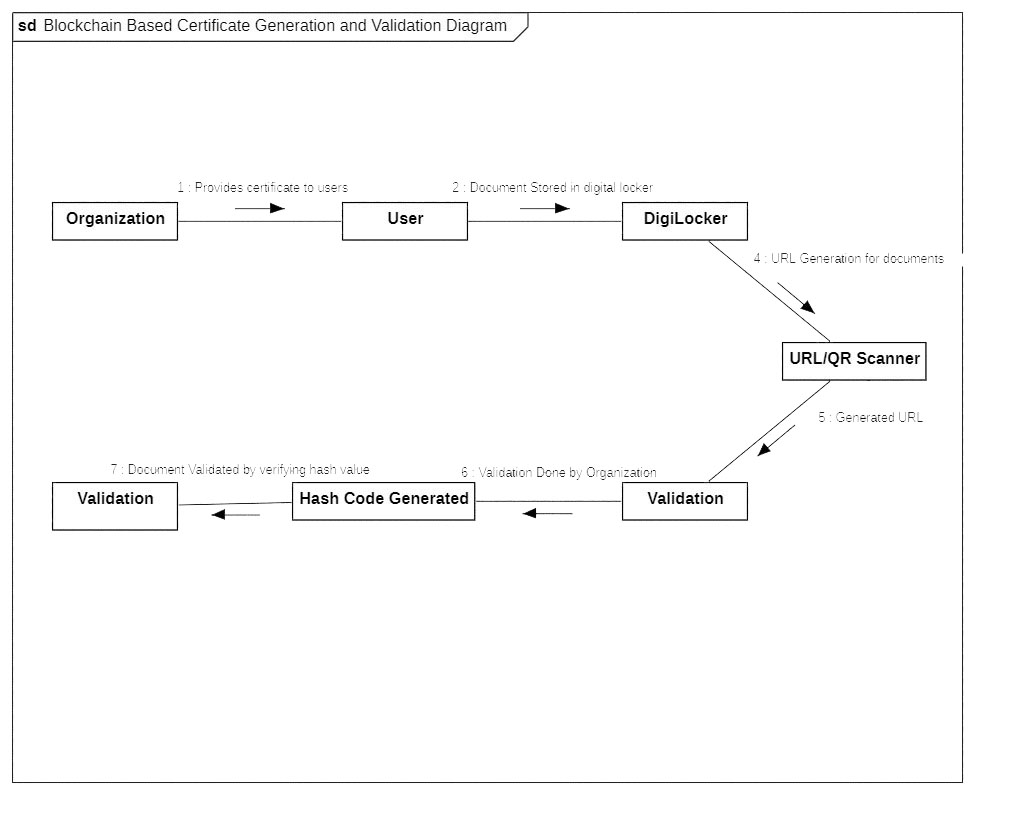 sd Blockchain Based Certificate Generation and Validation Diagram
1 : Provides certificate to users
2 : Document Stored in digital locker
Organization
User
DigiLocker
4 : URL Generation for documents
URL/QR Scanner
5 : Generated URL
7 : Document Validated by verifying hash value
6 : Validation Done by Organization
Validation
Hash Code Generated
Validation